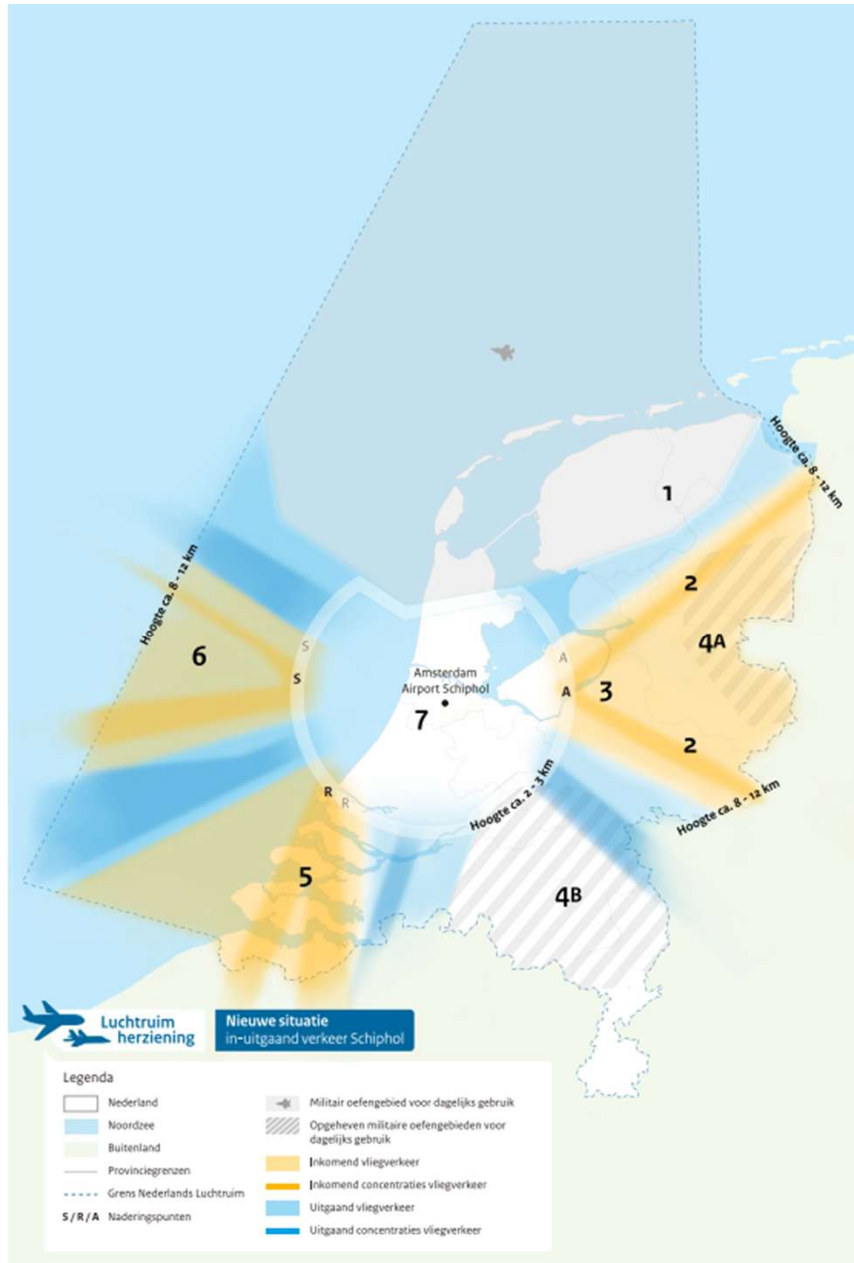 Hoogte ca. 8 - 12 km
1
2
Hoogte ca. 8 - 12 km
4A
6
S
S
A
A
3
Amsterdam
Airport Schiphol
7
2
R
R
Hoogte ca. 2 - 3 km
Hoogte ca. 8 - 12 km
5
4B
Luchtruim
herziening
Nieuwe situatie
in-uitgaand verkeer Schiphol
Legenda
Nederland
Noordzee
Buitenland
Provinciegrenzen
Grens Nederlands Luchtruim
S / R / A Naderingspunten
Militair oefengebied voor dagelijks gebruik
Opgeheven militaire oefengebieden voor
dagelijks gebruik
Inkomend vliegverkeer
Inkomend concentraties vliegverkeer
Uitgaand vliegverkeer
Uitgaand concentraties vliegverkeer